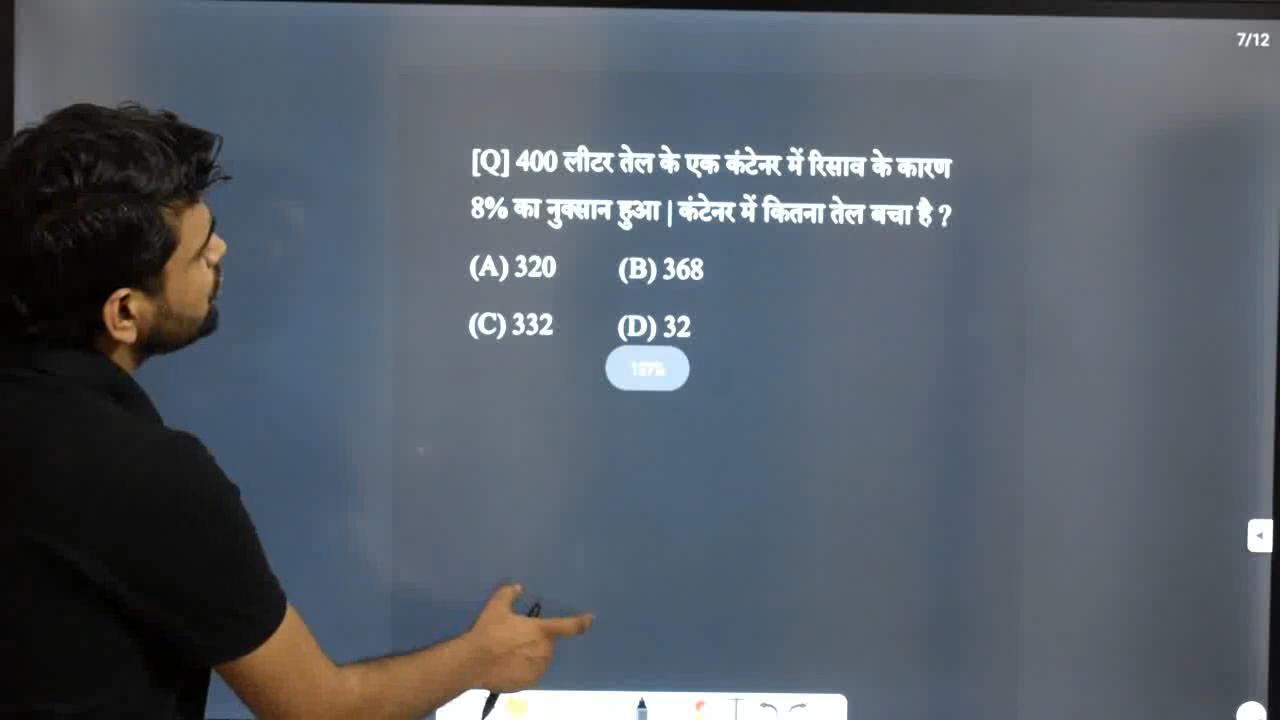 7/12
[Q] 400 लीटर तेल के एक कंटेनर में रिसाव के कारण
8% का नुक्सान हुआ | कंटेनर में कितना तेल बचा है ?
(A) 320 (B) 368
(C) 332 (D) 32